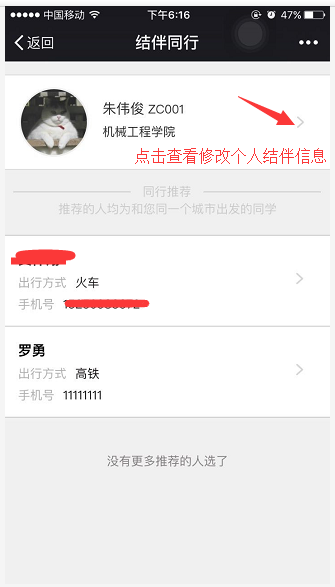 中国移动 下午6:16 47%
返回 结伴同行
朱伟俊 ZC001
机械工程学院
点击查看修改个人结伴信息
同行推荐
推荐的人均为和您同一个城市出发的同学
出行方式 火车
手机号
罗勇
出行方式 高铁
手机号 11111111
没有更多推荐的人选了